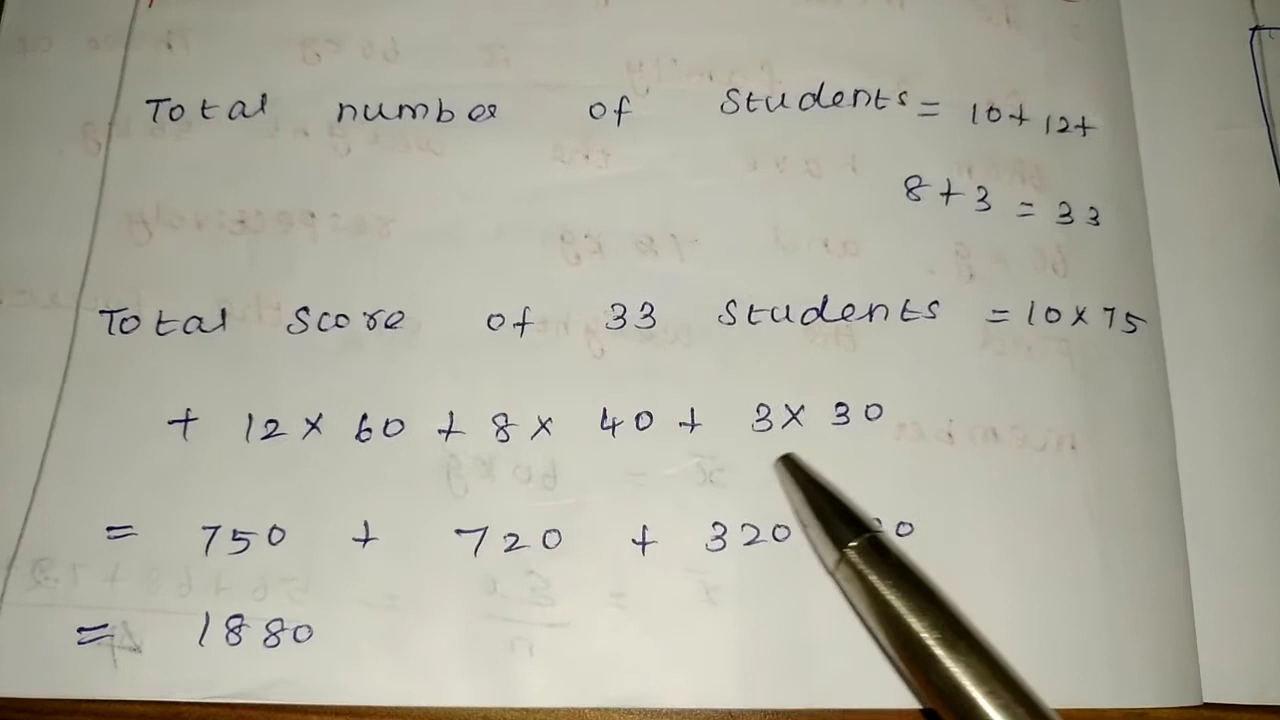 Total number of students = 10 + 12 +
8 + 3 = 33
Total score of 33 students = 10 × 75
+ 12 × 60 + 8 × 40 + 3 × 30
= 750 + 720 + 320
= 1880